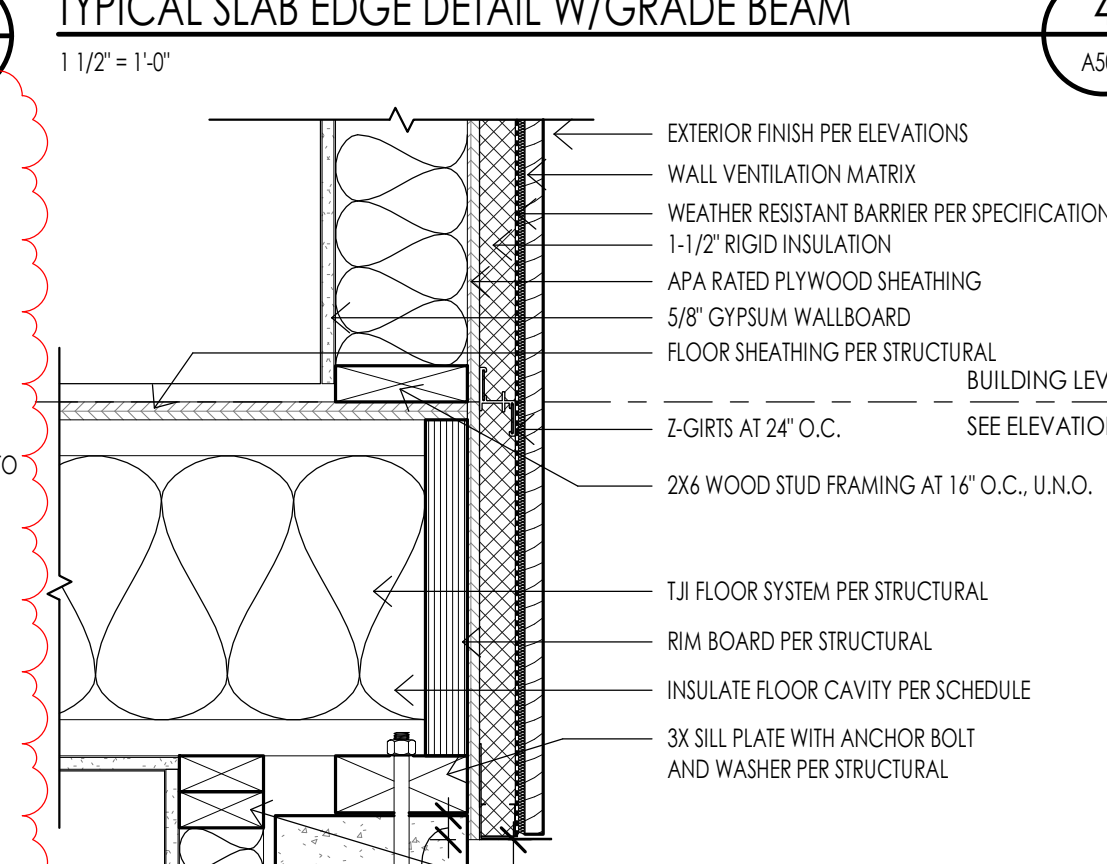 TYPICAL SLAB EDGE DETAIL W/GRADE BEAM
1 1/2" = 1'-0"
EXTERIOR FINISH PER ELEVATIONS
WALL VENTILATION MATRIX
WEATHER RESISTANT BARRIER PER SPECIFICATION
1-1/2" RIGID INSULATION
APA RATED PLYWOOD SHEATHING
5/8" GYPSUM WALLBOARD
FLOOR SHEATHING PER STRUCTURAL
BUILDING
Z-GIRTS AT 24" O.C.
SEE
2X6 WOOD STUD FRAMING AT 16" O.C., U.N.O.
TJI FLOOR SYSTEM PER STRUCTURAL
RIM BOARD PER STRUCTURAL
INSULATE FLOOR CAVITY PER SCHEDULE
3X SILL PLATE WITH ANCHOR BOLT
AND WASHER PER STRUCTURAL